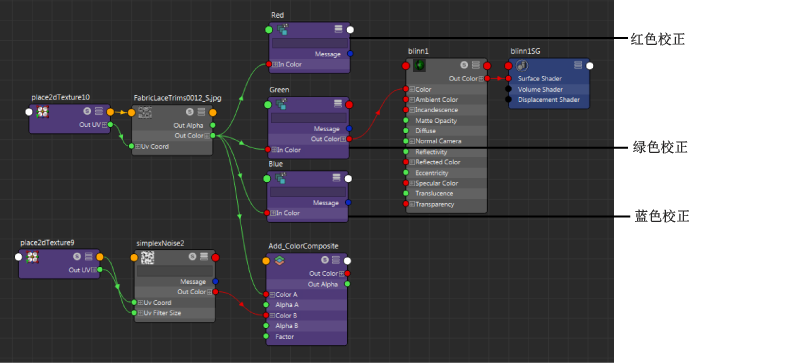 Red
Message
In Color
红色校正
blinn1
Out Color
Color
Ambient Color
Incandescence
Matte Opacity
Diffuse
Normal Camera
Reflectivity
Reflected Color
Eccentricity
Specular Color
Translucence
Transparency
blinn1SG
Surface Shader
Volume Shader
Displacement Shader
place2dTexture10
Out UV
FabricLaceTrims0012_S.jpg
Out Alpha
Out Color
Uv Coord
Green
Message
Out Color
In Color
绿色校正
Blue
Message
In Color
蓝色校正
place2dTexture9
Out UV
simplexNoise2
Message
Out Color
Uv Coord
Uv Filter Size
Add_ColorComposite
Out Color
Out Alpha
Color A
Alpha A
Color B
Alpha B
Factor